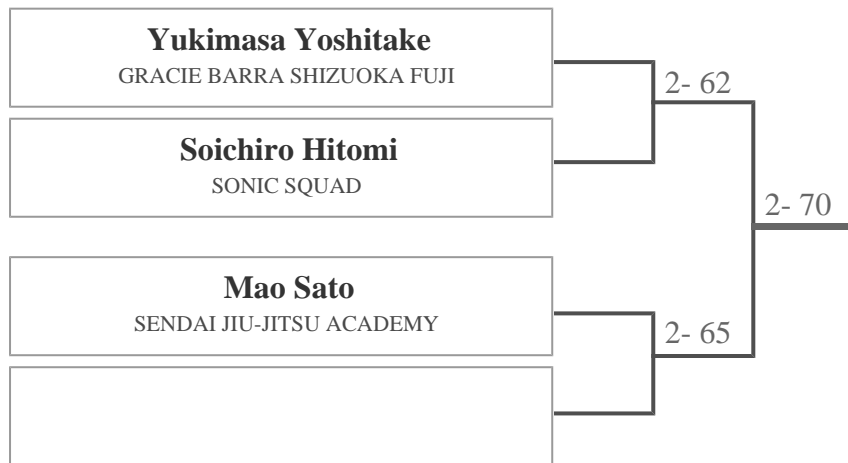 Yukimasa Yoshitake
GRACIE BARRA SHIZUOKA FUJI
2- 62
Soichiro Hitomi
SONIC SQUAD
2- 70
Mao Sato
SENDAI JIU-JITSU ACADEMY
2- 65